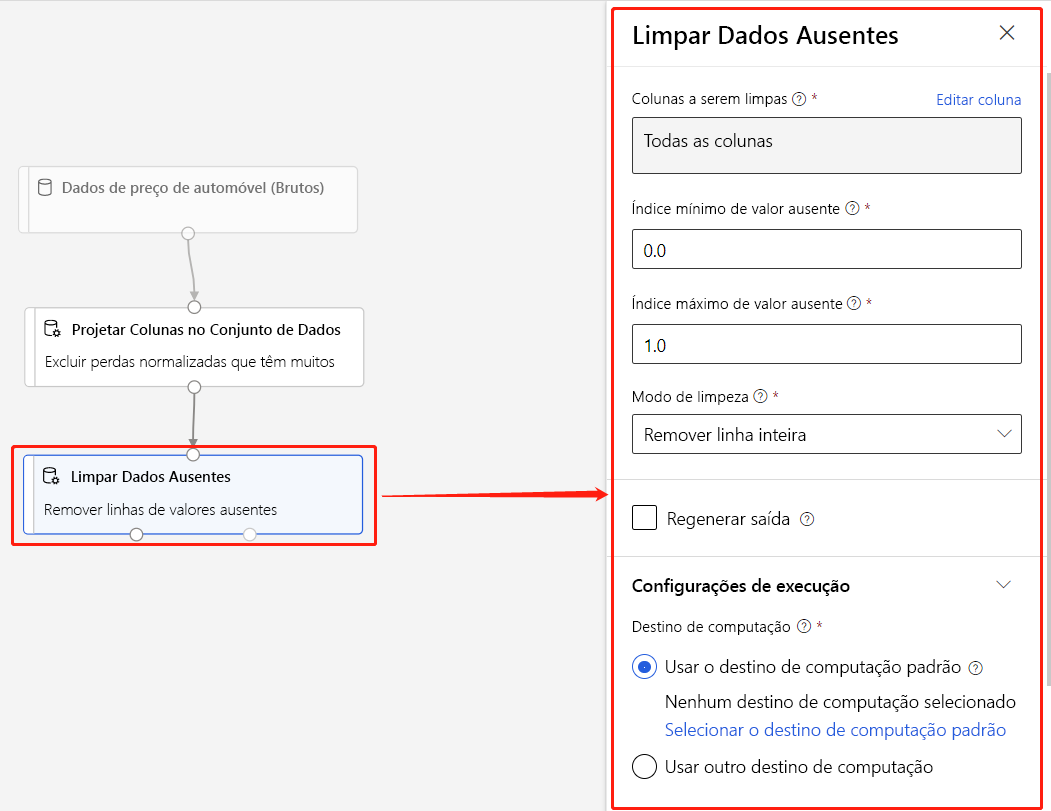 Dados de preço de automóvel (Brutos)
Projetar Colunas no Conjunto de Dados
Excluir perdas normalizadas que têm muitos
Limpar Dados Ausentes
Remover linhas de valores ausentes
Limpar Dados Ausentes
Colunas a serem limpas * Editar coluna
Todas as colunas
Índice mínimo de valor ausente *
0.0
Índice máximo de valor ausente *
1.0
Modo de limpeza *
Remover linha inteira
Regenerar saída
Configurações de execução
Destino de computação *
Usar o destino de computação padrão
Nenhum destino de computação selecionado
Selecionar o destino de computação padrão
Usar outro destino de computação